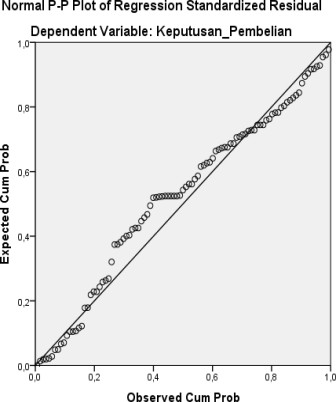 Normal P-P Plot of Regression Standardized Residual
Dependent Variable: Keputusan_Pembelian
1,0
0,8
0,6
0,4
0,2
0,0
Expected Cum Prob
0,0 0,2 0,4 0,6 0,8 1,0
Observed Cum Prob